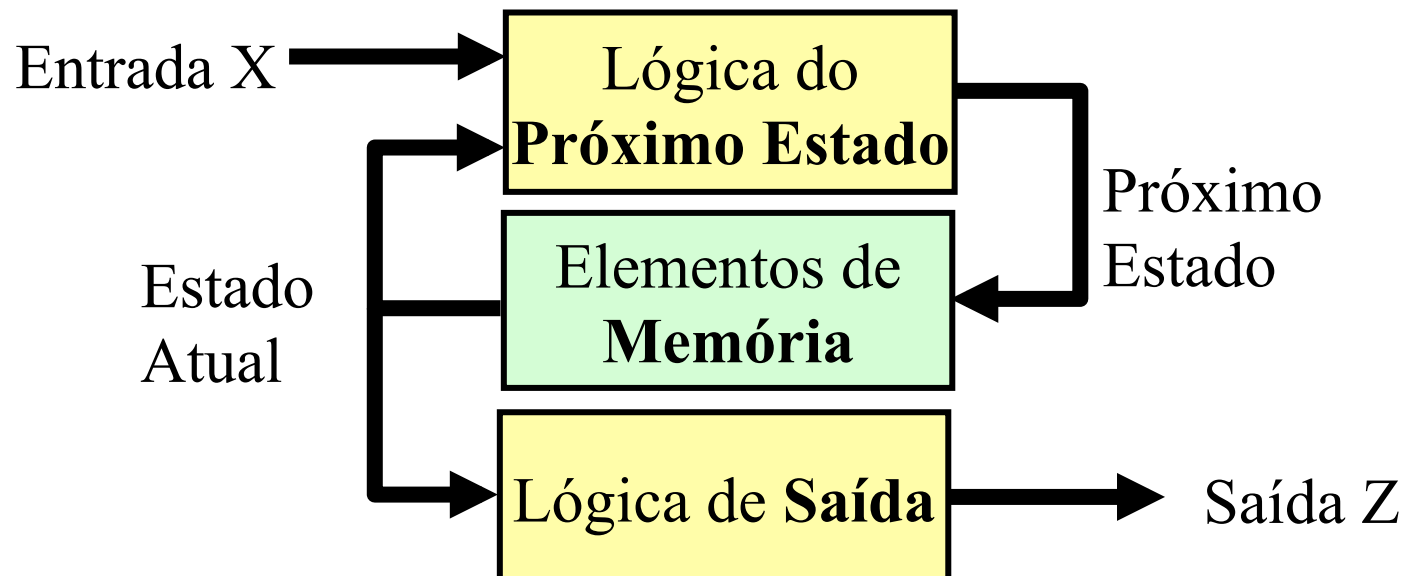 Entrada X
Lógica do
Próximo Estado
Próximo
Estado
Elementos de
Memória
Estado
Atual
Lógica de Saída
Saída Z